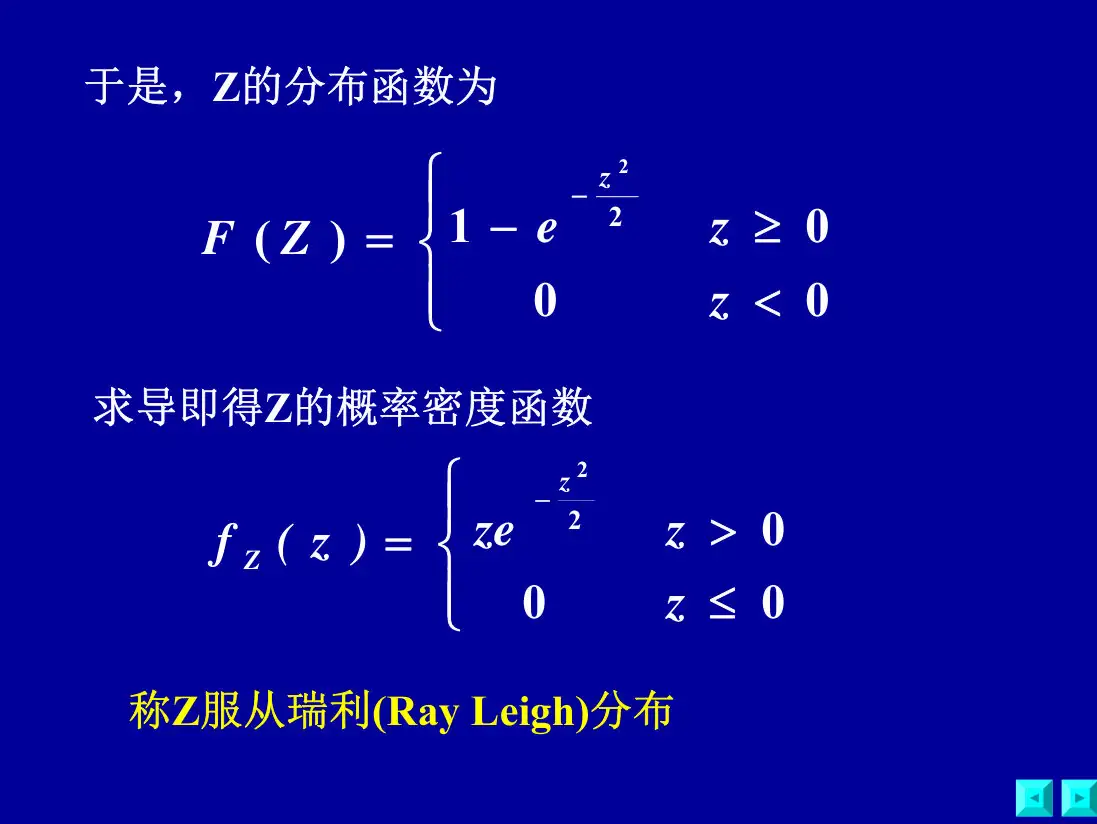 于是，Z的分布函数为
F(Z) = { 1 − e^{−z²/2} z ≥ 0
0 z < 0
求导即得Z的概率密度函数
f_Z(z) = { ze^{−z²/2} z > 0
0 z ≤ 0
称Z服从瑞利(Ray Leigh)分布